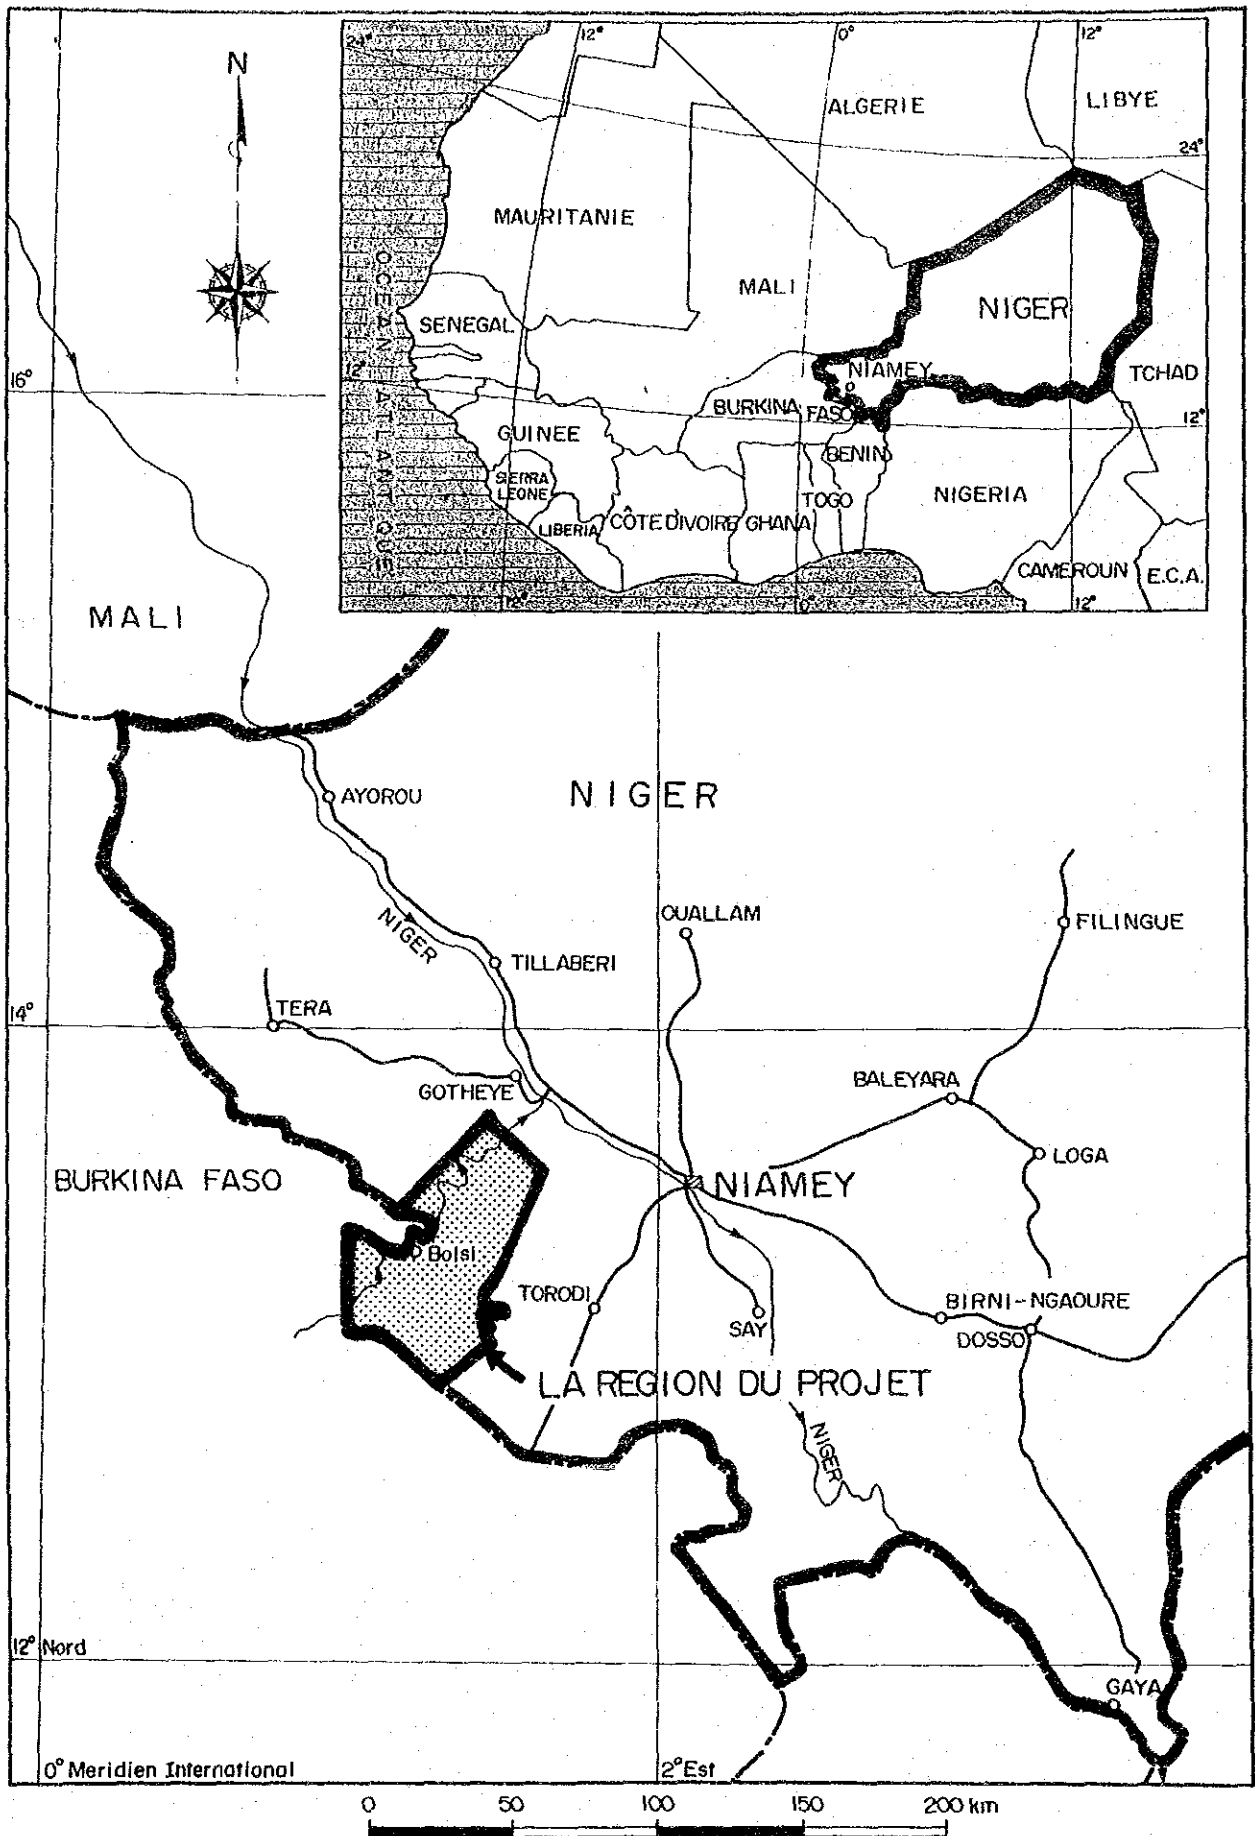 N
24°
12°
0°
12°
ALGERIE
LIBYE
24°
MAURITANIE
OCEAN ATLANTIQUE
MALI
NIGER
SENEGAL
12°
NIAMEY
TCHAD
BURKINA FASO
12°
GUINEE
BENIN
SIERRA
LEONE
NIGERIA
TOGO
LIBERIA
CÔTE D'IVOIRE
GHANA
CAMEROUN
E.C.A.
12°
0°
12°
16°
MALI
NIGER
AYOROU
OUALLAM
FILINGUE
NIGER
TILLABERI
14°
TERA
GOTHEYE
BALEYARA
LOGA
BURKINA FASO
NIAMEY
Bolsi
TORODI
SAY
BIRNI-NGAOURE
DOSSO
LA REGION DU PROJET
NIGER
12° Nord
GAYA
0° Meridien International
2° Est
0
50
100
150
200 km